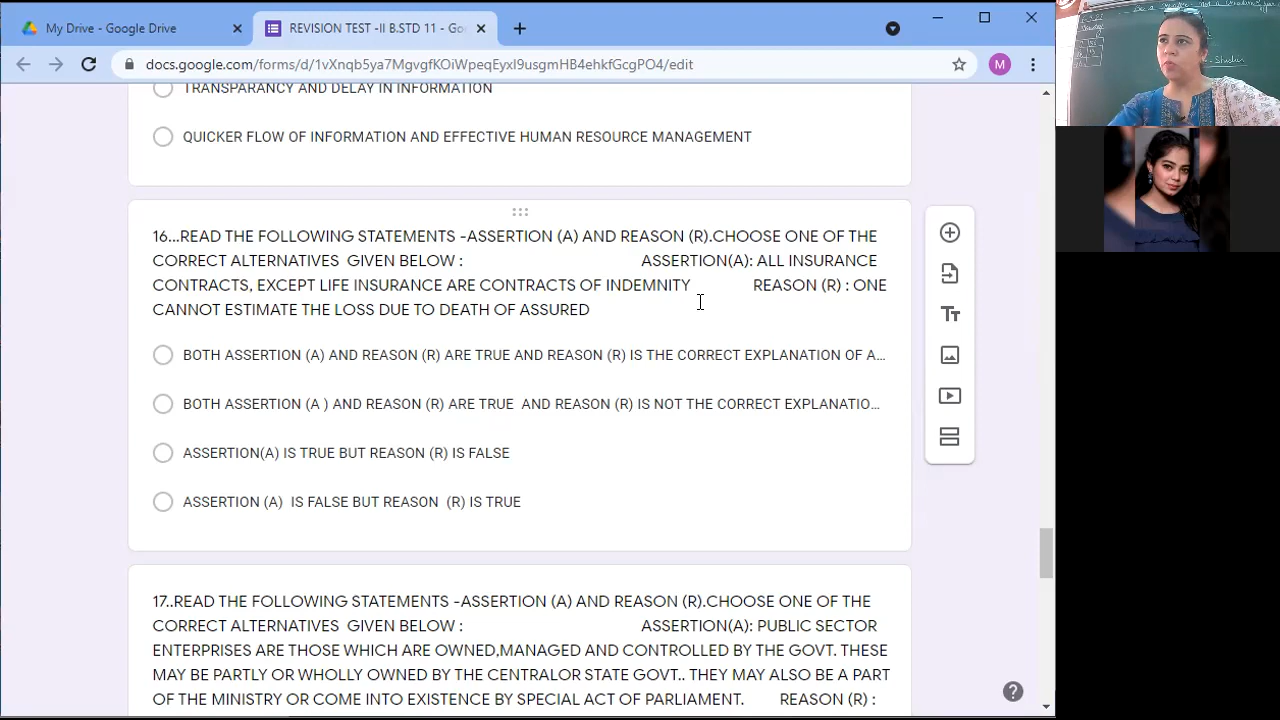 My Drive - Google Drive
REVISION TEST -II B.STD 11 - Go
docs.google.com/forms/d/1vXnqb5ya7MgvgfKOiWpeqEyxI9usgmHB4ehkfGcgPO4/edit
M
TRANSPARANCY AND DELAY IN INFORMATION
QUICKER FLOW OF INFORMATION AND EFFECTIVE HUMAN RESOURCE MANAGEMENT
16...READ THE FOLLOWING STATEMENTS -ASSERTION (A) AND REASON (R).CHOOSE ONE OF THE
CORRECT ALTERNATIVES GIVEN BELOW : ASSERTION(A): ALL INSURANCE
CONTRACTS, EXCEPT LIFE INSURANCE ARE CONTRACTS OF INDEMNITY REASON (R) : ONE
CANNOT ESTIMATE THE LOSS DUE TO DEATH OF ASSURED
BOTH ASSERTION (A) AND REASON (R) ARE TRUE AND REASON (R) IS THE CORRECT EXPLANATION OF A...
BOTH ASSERTION (A ) AND REASON (R) ARE TRUE AND REASON (R) IS NOT THE CORRECT EXPLANATIO...
ASSERTION(A) IS TRUE BUT REASON (R) IS FALSE
ASSERTION (A) IS FALSE BUT REASON (R) IS TRUE
Tт
17..READ THE FOLLOWING STATEMENTS -ASSERTION (A) AND REASON (R).CHOOSE ONE OF THE
CORRECT ALTERNATIVES GIVEN BELOW : ASSERTION(A): PUBLIC SECTOR
ENTERPRISES ARE THOSE WHICH ARE OWNED,MANAGED AND CONTROLLED BY THE GOVT. THESE
MAY BE PARTLY OR WHOLLY OWNED BY THE CENTRALOR STATE GOVT.. THEY MAY ALSO BE A PART
OF THE MINISTRY OR COME INTO EXISTENCE BY SPECIAL ACT OF PARLIAMENT. REASON (R) :